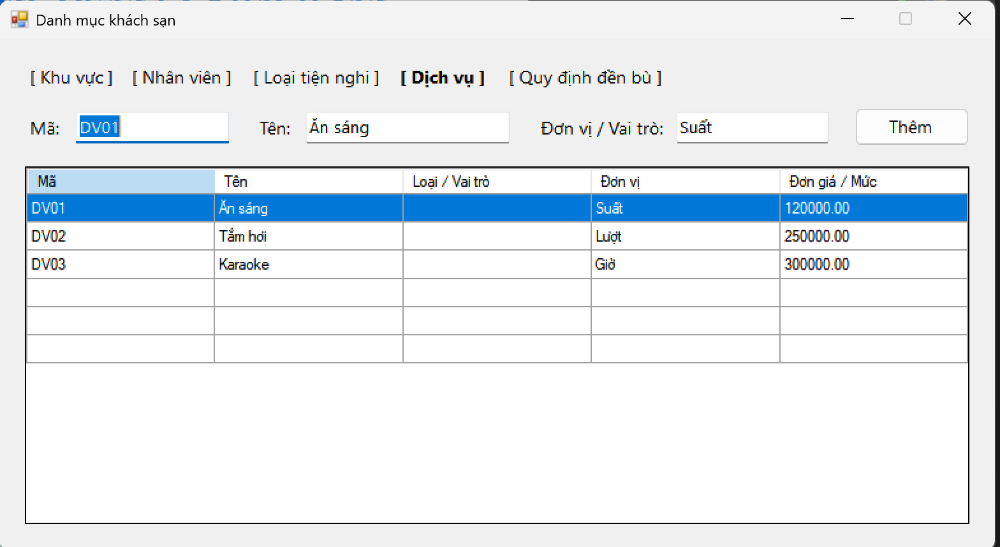 Danh mục khách sạn
[ Khu vực ] [ Nhân viên ] [ Loại tiện nghi ] [ Dịch vụ ] [ Quy định đền bù ]
Mã: DV01 Tên: Ăn sáng Đơn vị / Vai trò: Suất Thêm
Mã Tên Loại / Vai trò Đơn vị Đơn giá / Mức
DV01 Ăn sáng Suất 120000.00
DV02 Tắm hơi Lượt 250000.00
DV03 Karaoke Giờ 300000.00